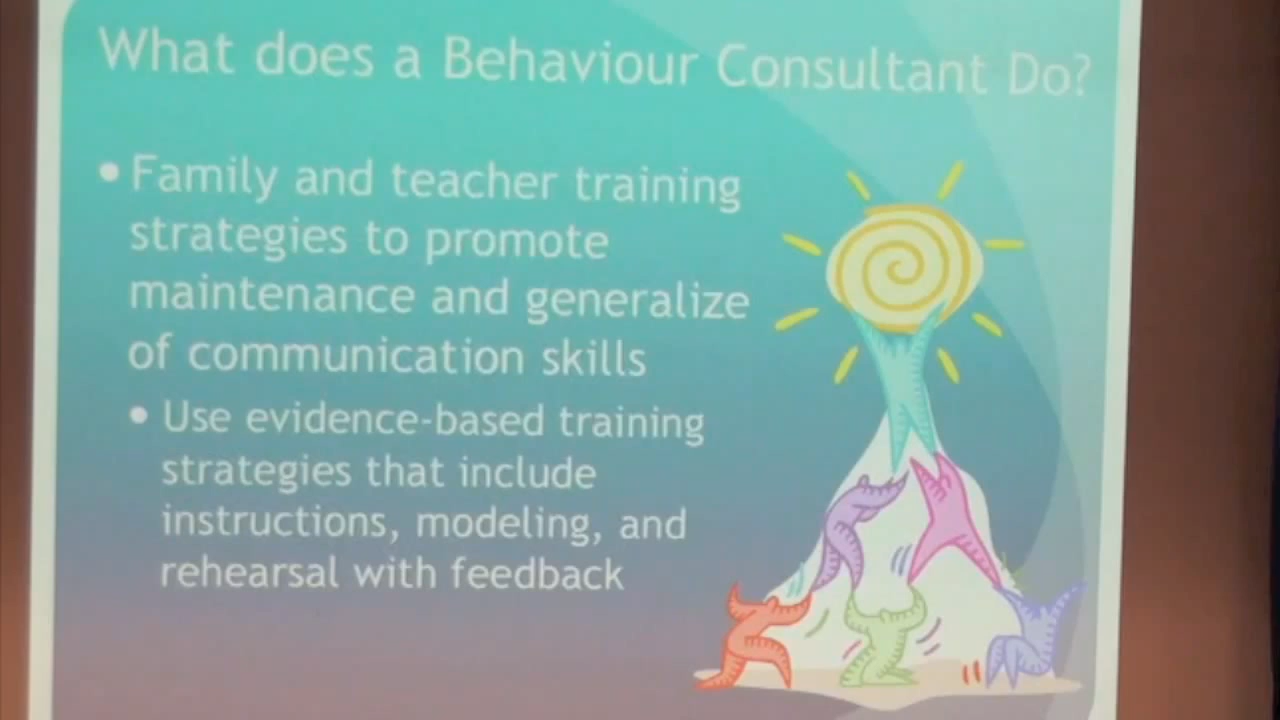 What does a Behaviour Consultant Do?
• Family and teacher training
strategies to promote
maintenance and generalize
of communication skills
• Use evidence-based training
strategies that include
instructions, modeling, and
rehearsal with feedback